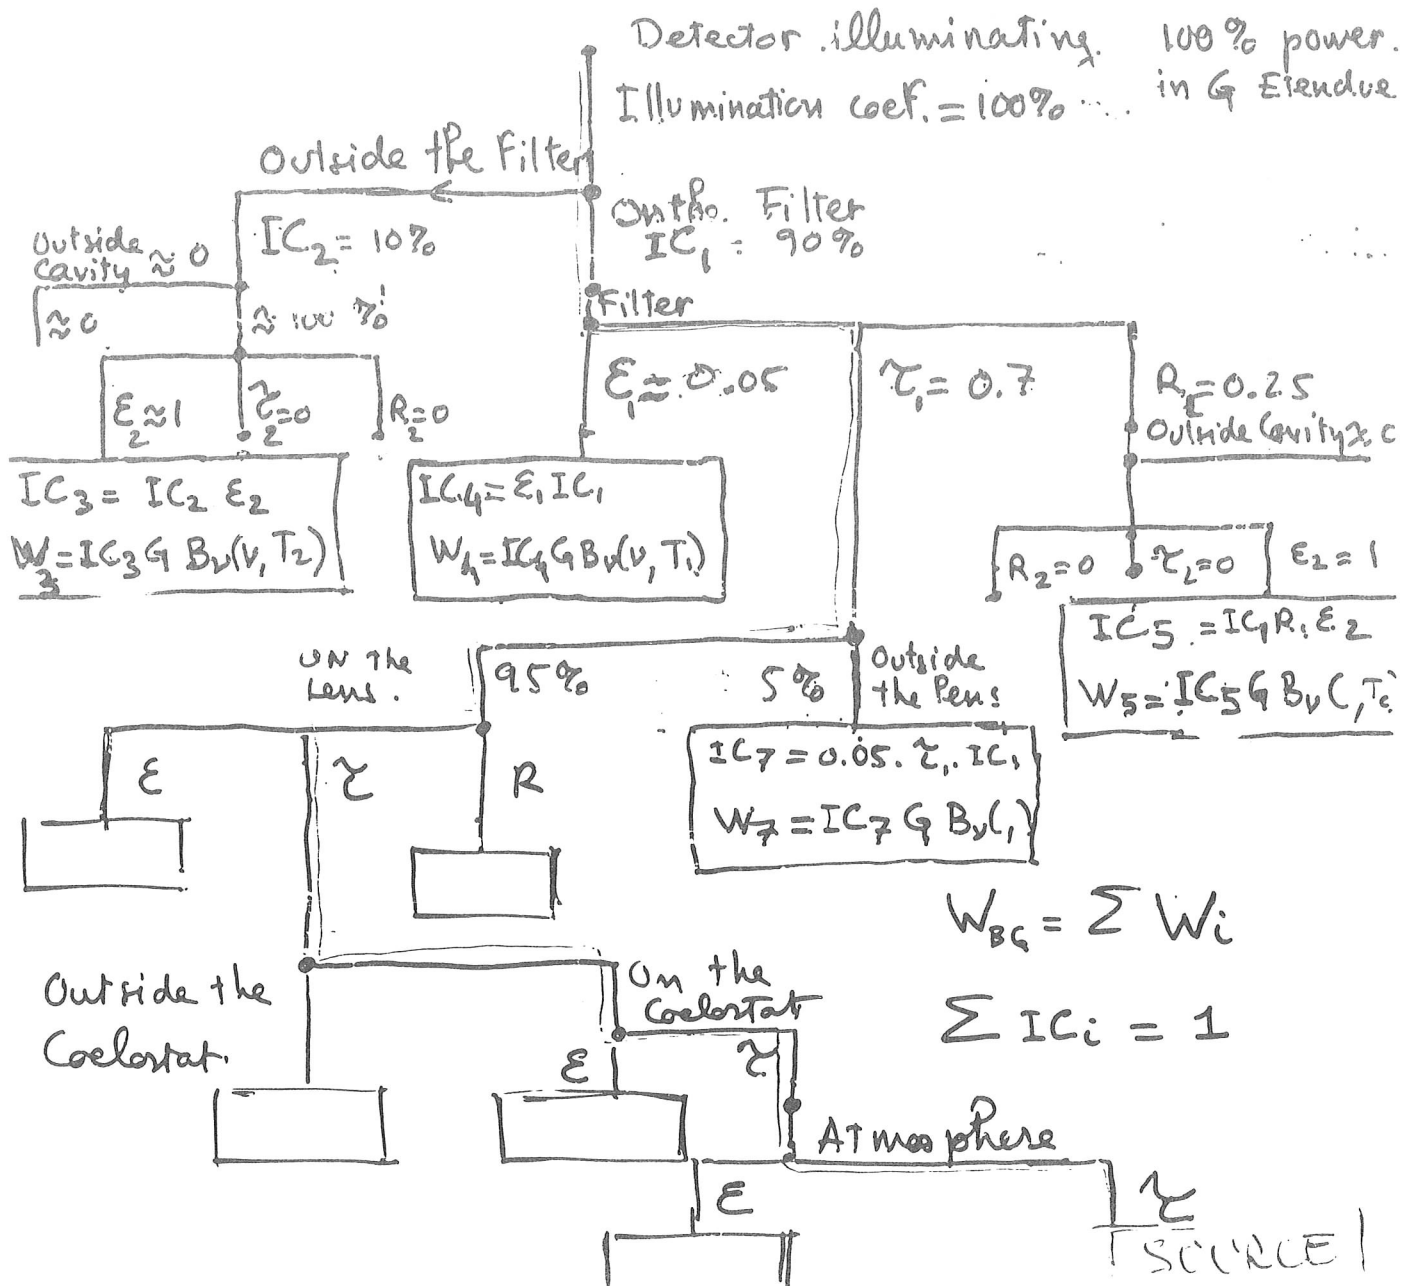 Detector illuminating 100% power.
Illumination coef. = 100% in G Etendue
Outside the Filter
On the Filter
IC₁ = 90%
IC₂ = 10%
Outside
Cavity ≈ 0
≈ 0
≈ 100 %
Filter
ε₂ ≈ 1
τ₂ = 0
R₂ = 0
ε₁ ≈ 0.05
τ₁ = 0.7
R₁ = 0.25
Outside Cavity ≈
IC₃ = IC₂ ε₂
W₃ = IC₃ G Bν(ν, T₂)
IC₄ = ε₁ IC₁
W₄ = IC₄ G Bν(ν, T₁)
R₂ = 0
τ₂ = 0
ε₂ = 1
IC₅ = IC₁ R₁ ε₂
W₅ = IC₅ G Bν( , T
ON the
Lens.
95%
5%
Outside
the lens
IC₇ = 0.05. τ₁. IC₁
W₇ = IC₇ G Bν( , )
ε
τ
R
W_BG = Σ Wi
Σ ICi = 1
Outside the
Coelostat.
On the
Coelostat
ε
τ
Atmosphere
ε
τ
SOURCE